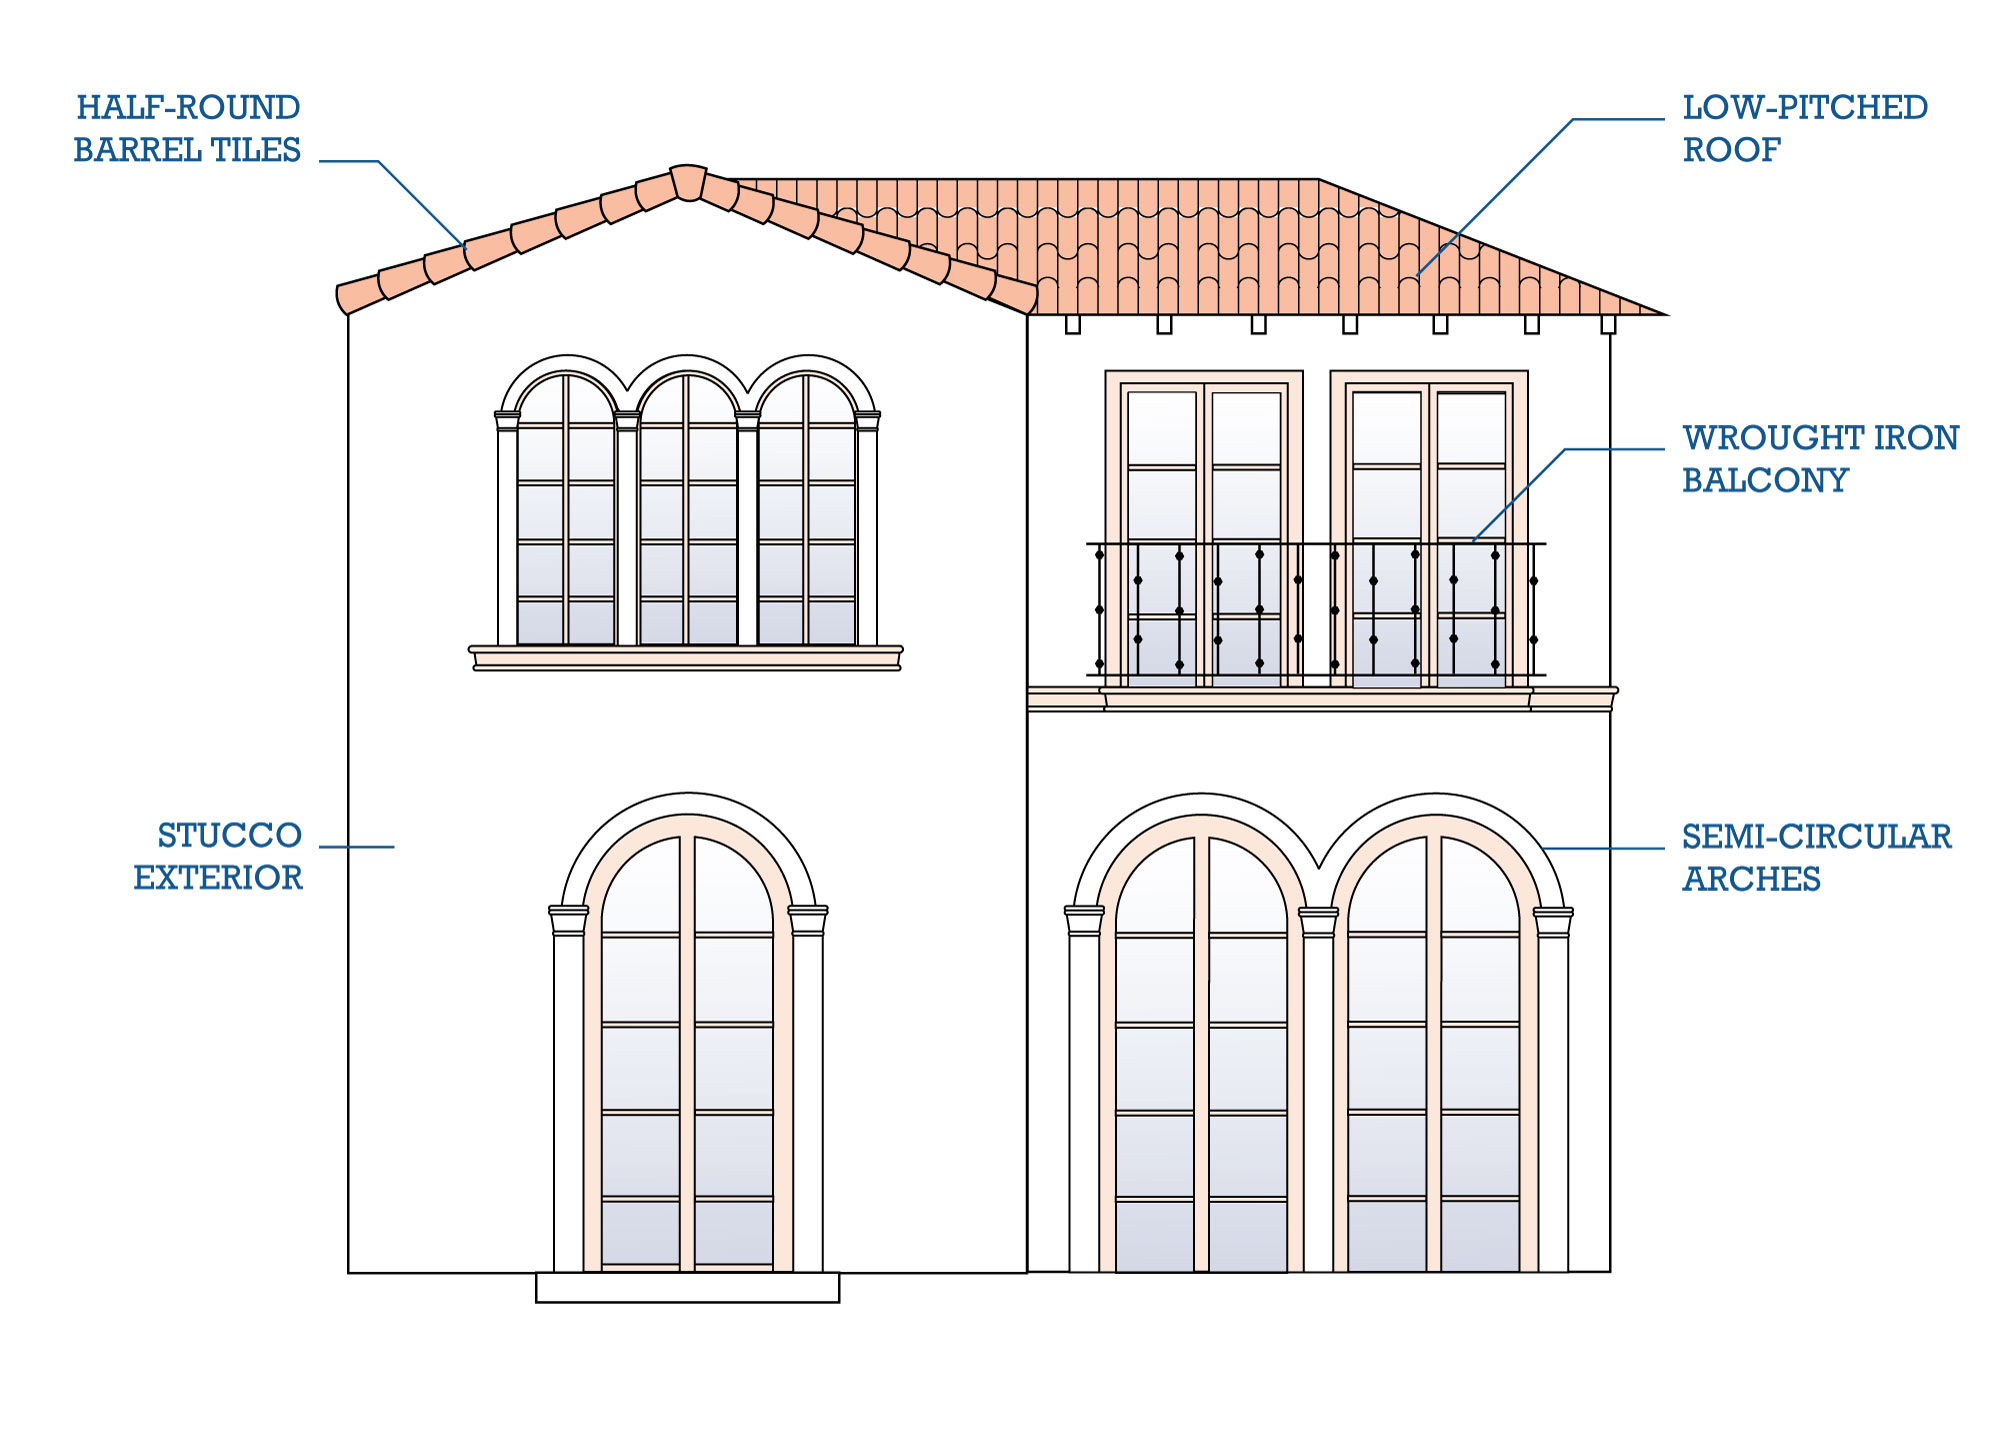 HALF-ROUND
BARREL TILES
LOW-PITCHED
ROOF
WROUGHT IRON
BALCONY
STUCCO
EXTERIOR
SEMI-CIRCULAR
ARCHES